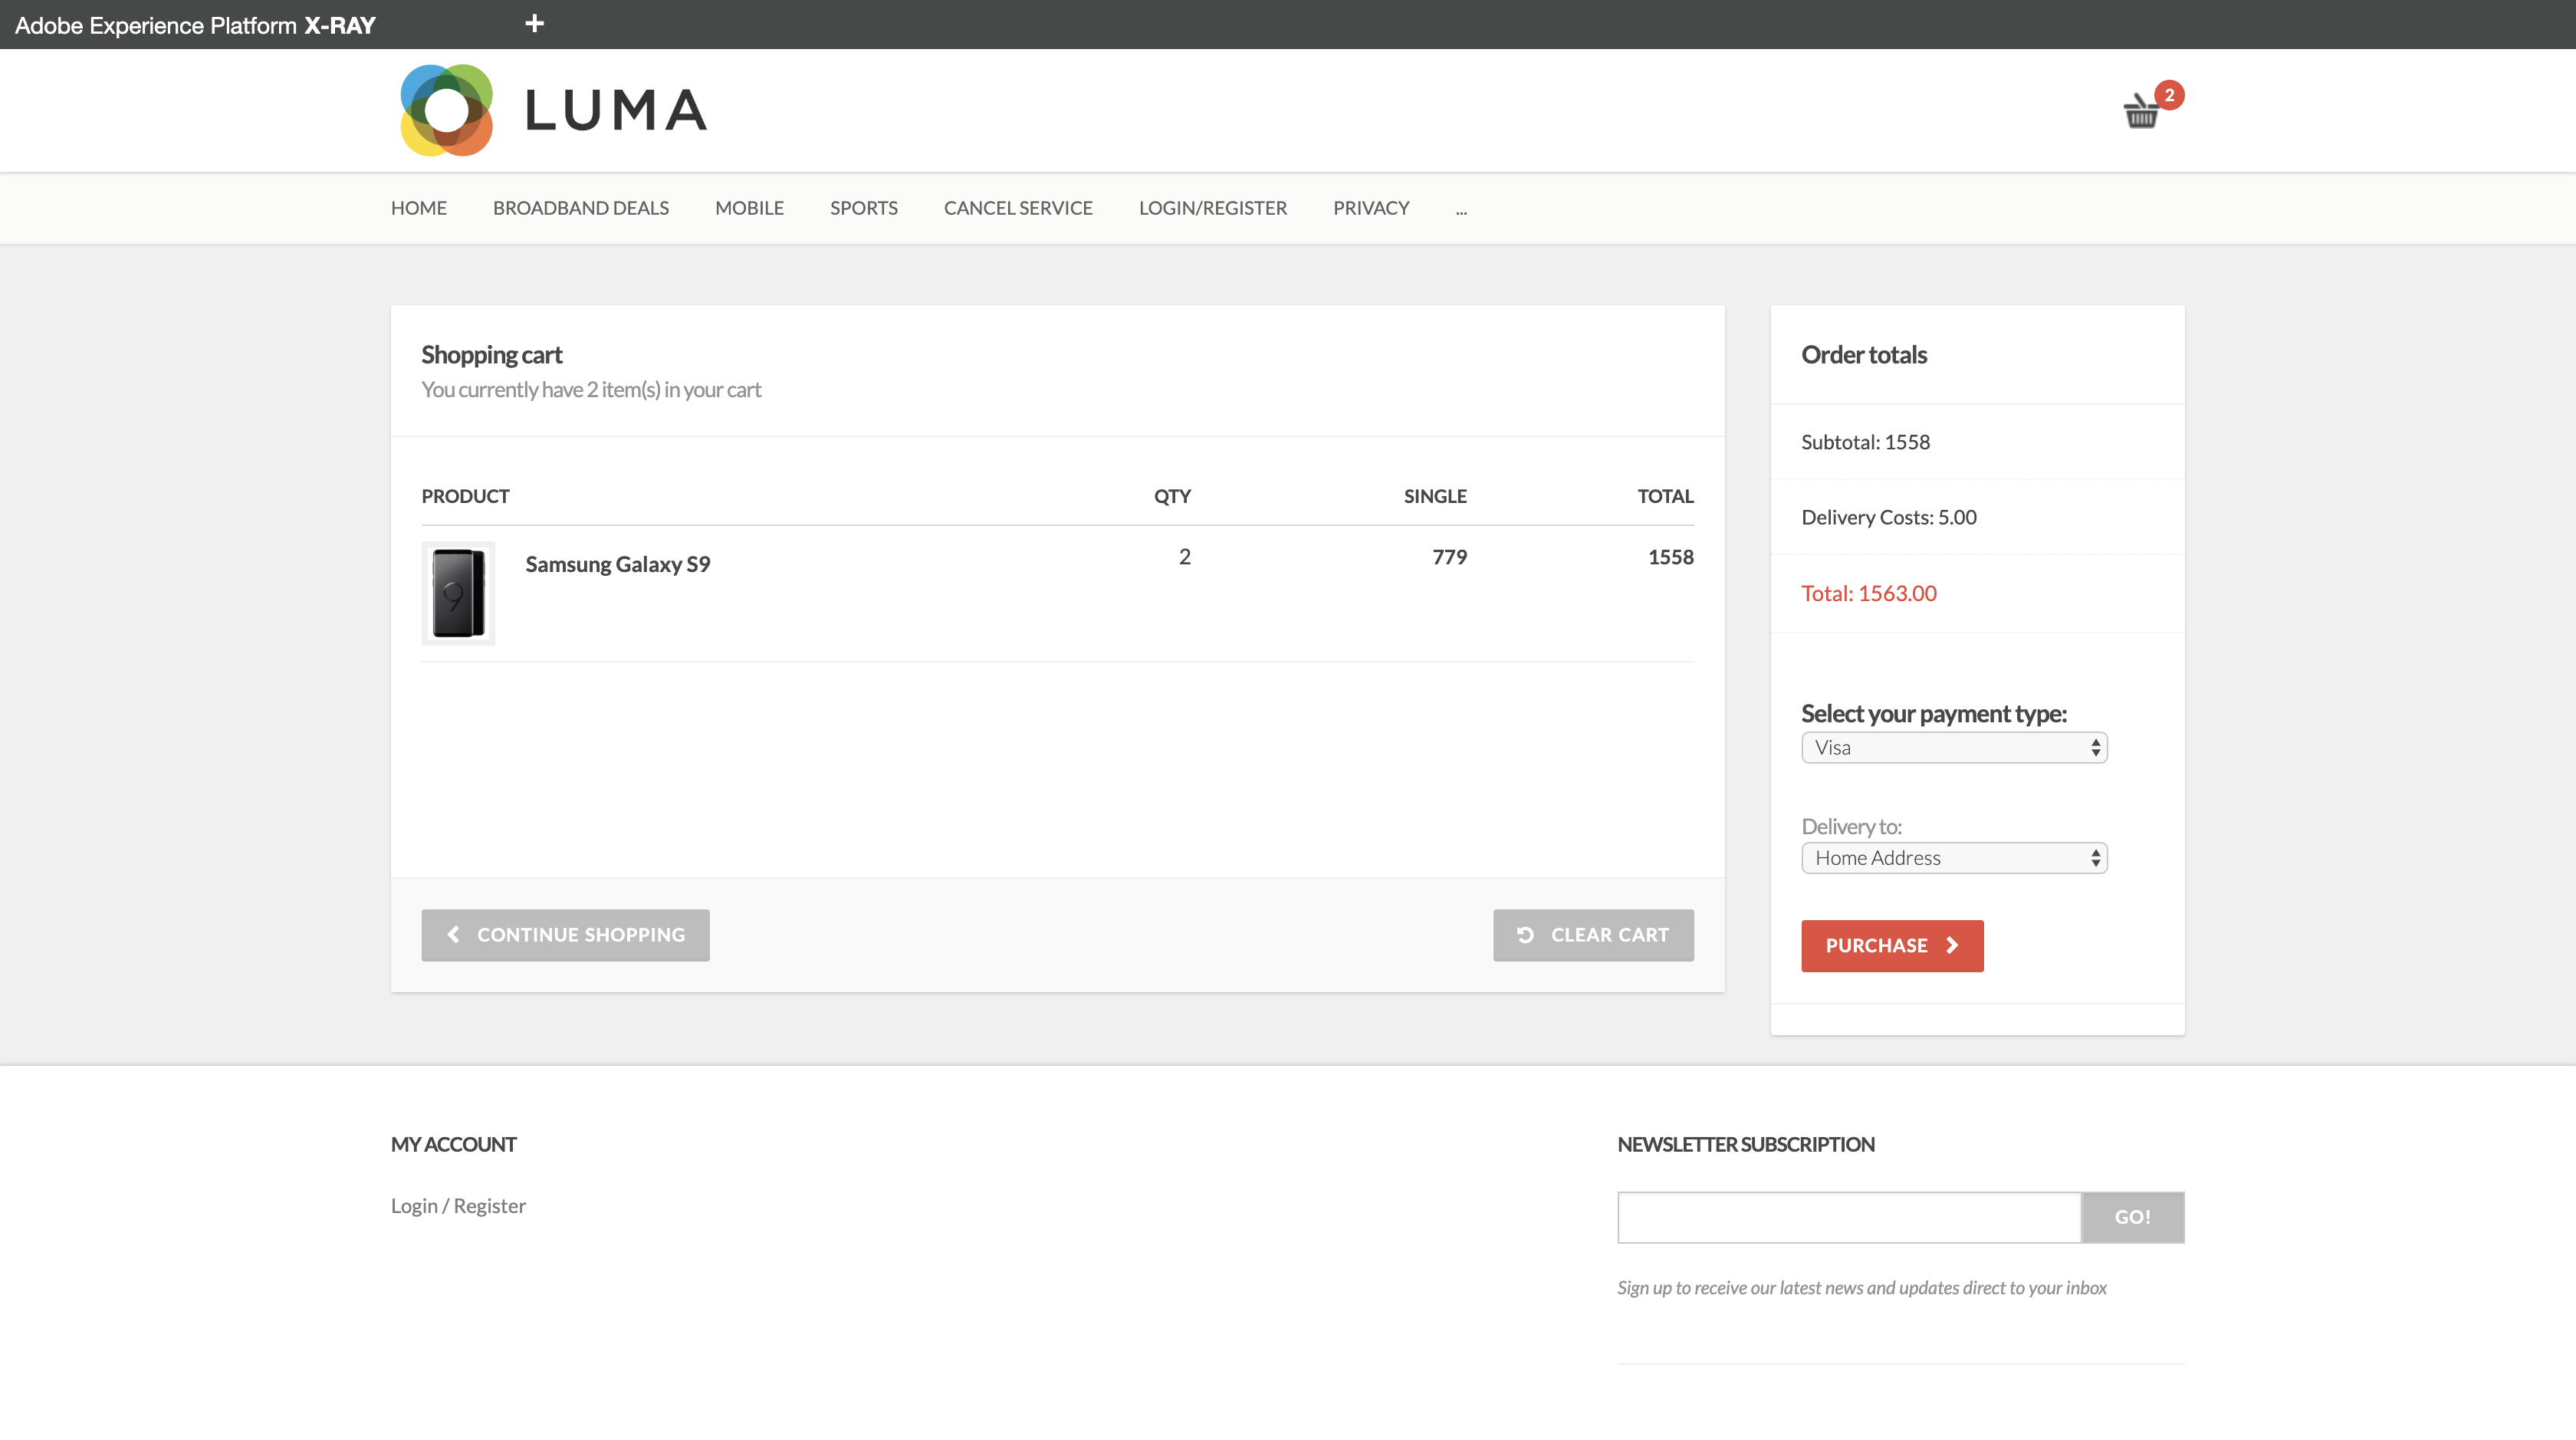 Adobe Experience Platform X-RAY +
LUMA
2
HOME BROADBAND DEALS MOBILE SPORTS CANCEL SERVICE LOGIN/REGISTER PRIVACY ...
Shopping cart
You currently have 2 item(s) in your cart
PRODUCT QTY SINGLE TOTAL
Samsung Galaxy S9 2 779 1558
9
CONTINUE SHOPPING CLEAR CART
Order totals
Subtotal: 1558
Delivery Costs: 5.00
Total: 1563.00
Select your payment type:
Visa
Delivery to:
Home Address
PURCHASE
MY ACCOUNT
Login / Register
NEWSLETTER SUBSCRIPTION
GO!
Sign up to receive our latest news and updates direct to your inbox